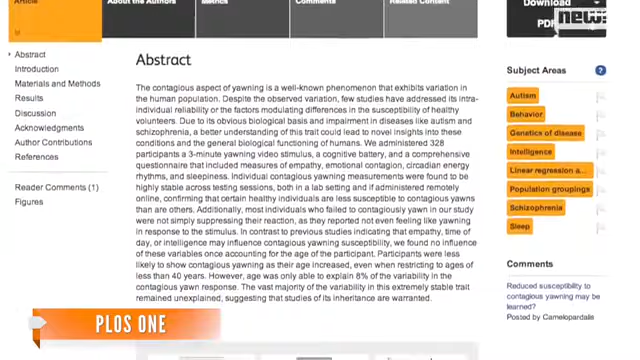 Article
About the Authors
Metrics
Comments
Related Content
Download
PDF
news
Abstract
Introduction
Materials and Methods
Results
Discussion
Acknowledgments
Author Contributions
References
Reader Comments (1)
Figures
Abstract
The contagious aspect of yawning is a well-known phenomenon that exhibits variation in
the human population. Despite the observed variation, few studies have addressed its intra-
individual reliability or the factors modulating differences in the susceptibility of healthy
volunteers. Due to its obvious biological basis and impairment in diseases like autism and
schizophrenia, a better understanding of this trait could lead to novel insights into these
conditions and the general biological functioning of humans. We administered 328
participants a 3-minute yawning video stimulus, a cognitive battery, and a comprehensive
questionnaire that included measures of empathy, emotional contagion, circadian energy
rhythms, and sleepiness. Individual contagious yawning measurements were found to be
highly stable across testing sessions, both in a lab setting and if administered remotely
online, confirming that certain healthy individuals are less susceptible to contagious yawns
than are others. Additionally, most individuals who failed to contagiously yawn in our study
were not simply suppressing their reaction, as they reported not even feeling like yawning
in response to the stimulus. In contrast to previous studies indicating that empathy, time of
day, or intelligence may influence contagious yawning susceptibility, we found no influence
of these variables once accounting for the age of the participant. Participants were less
likely to show contagious yawning as their age increased, even when restricting to ages of
less than 40 years. However, age was only able to explain 8% of the variability in the
contagious yawn response. The vast majority of the variability in this extremely stable trait
remained unexplained, suggesting that studies of its inheritance are warranted.
Subject Areas
?
Autism
Behavior
Genetics of disease
Intelligence
Linear regression a...
Population groupings
Schizophrenia
Sleep
Comments
Reduced susceptibility to
contagious yawning may be
learned?
Posted by Camelopardalis
PLOS ONE